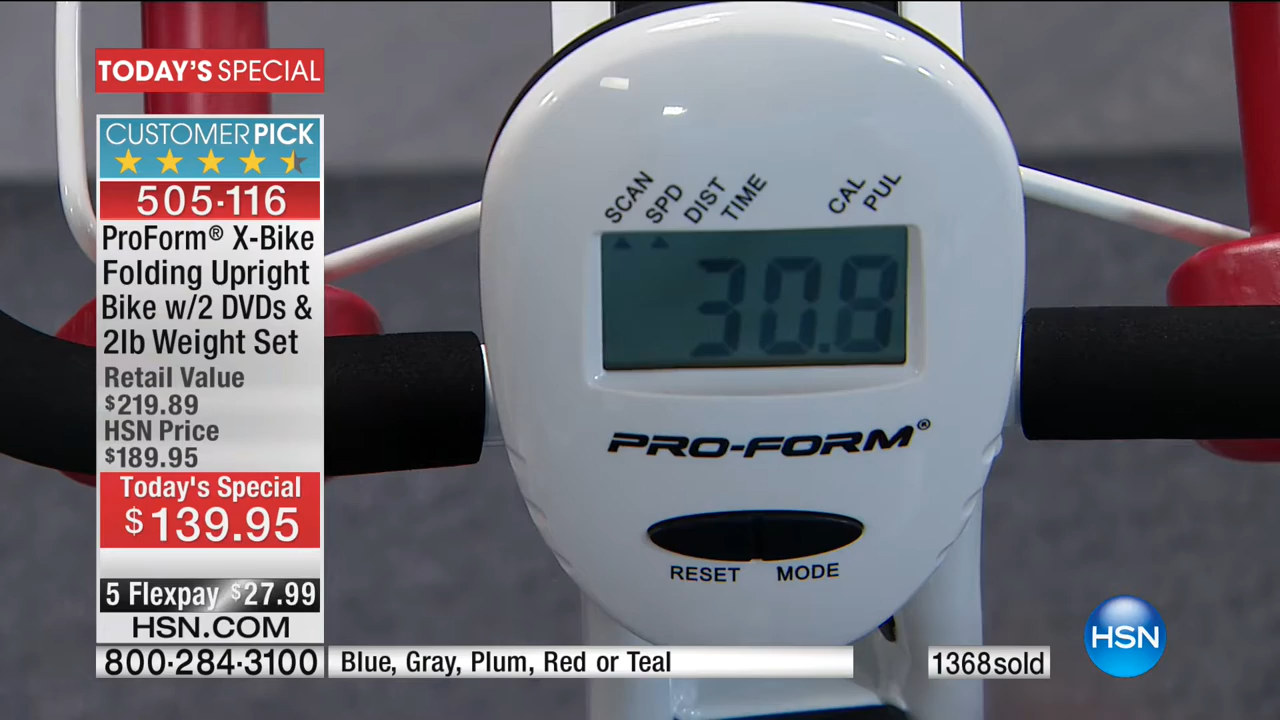 TODAY'S SPECIAL
CUSTOMER PICK
505·116
ProForm® X-Bike
Folding Upright
Bike w/2 DVDs &
2lb Weight Set
Retail Value
$219.89
HSN Price
$189.95
Today's Special
$139.95
5 Flexpay $27.99
HSN.COM
800·284·3100
Blue, Gray, Plum, Red or Teal
1368sold
HSN
SCAN SPD DIST TIME CAL PUL
30.8
PRO-FORM®
RESET MODE